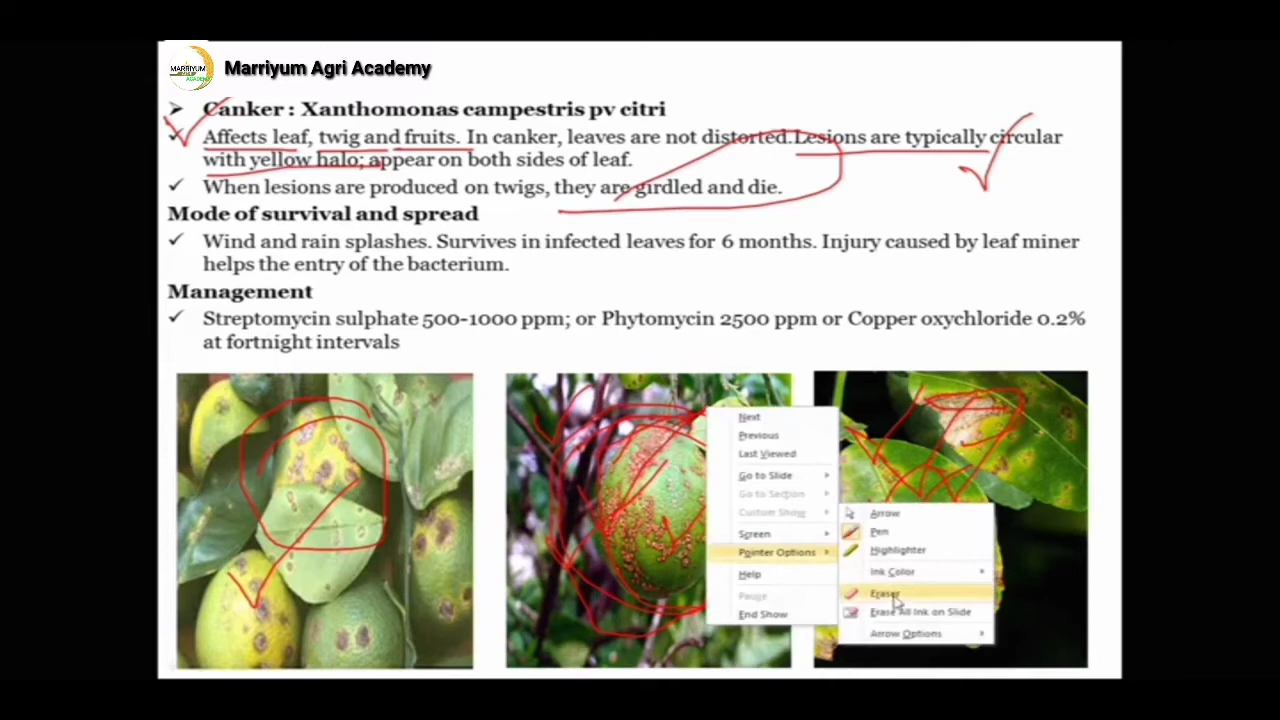 MARRIYUM
ACADEMY
Marriyum Agri Academy
Canker : Xanthomonas campestris pv citri
Affects leaf, twig and fruits. In canker, leaves are not distorted.Lesions are typically circular
with yellow halo; appear on both sides of leaf.
When lesions are produced on twigs, they are girdled and die.
Mode of survival and spread
Wind and rain splashes. Survives in infected leaves for 6 months. Injury caused by leaf miner
helps the entry of the bacterium.
Management
Streptomycin sulphate 500-1000 ppm; or Phytomycin 2500 ppm or Copper oxychloride 0.2%
at fortnight intervals
Next
Previous
Last Viewed
Go to Slide
Go to Section
Custom Show
Screen
Pointer Options
Help
Pause
End Show
Arrow
Pen
Highlighter
Ink Color
Eraser
Erase All Ink on Slide
Arrow Options